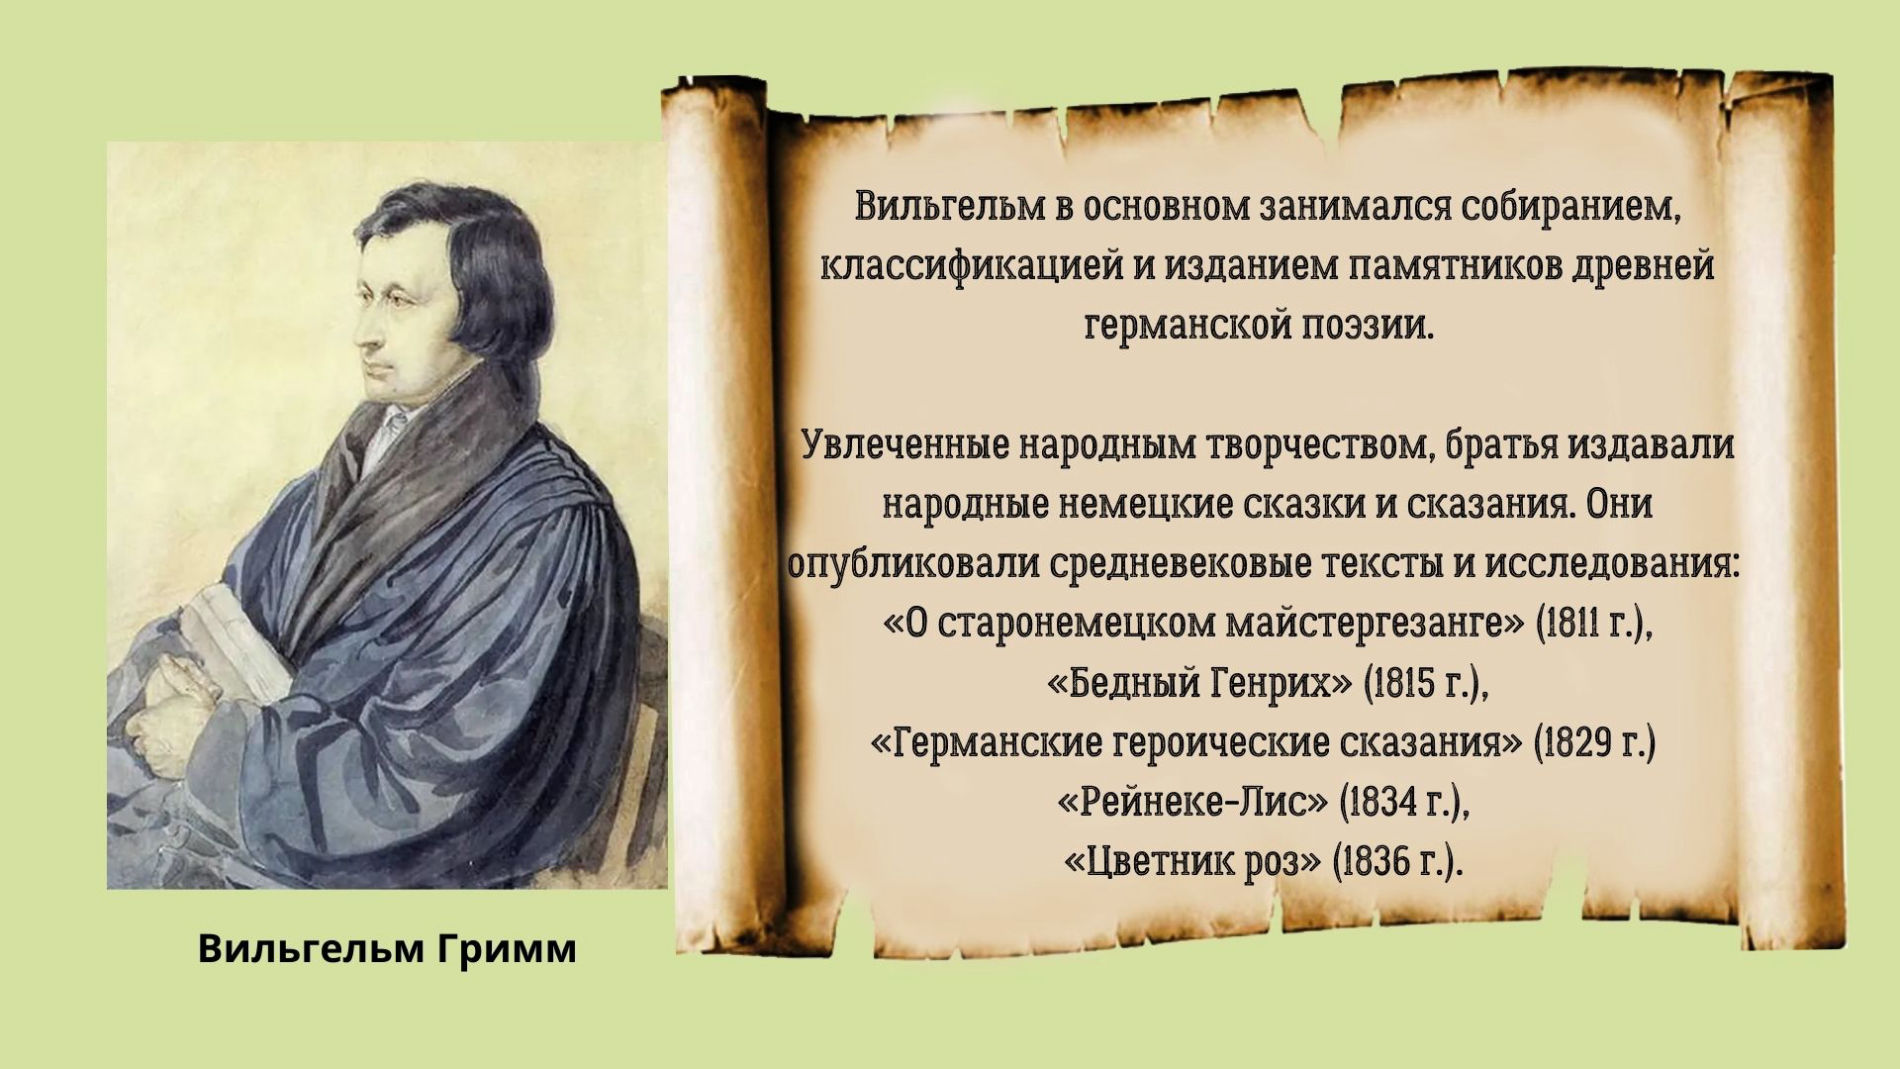 Вильгельм в основном занимался собиранием,
классификацией и изданием памятников древней
германской поэзии.
Увлеченные народным творчеством, братья издавали
народные немецкие сказки и сказания. Они
опубликовали средневековые тексты и исследования:
«О старонемецком майстергезанге» (1811 г.),
«Бедный Генрих» (1815 г.),
«Германские героические сказания» (1829 г.)
«Рейнеке-Лис» (1834 г.),
«Цветник роз» (1836 г.).
Вильгельм Гримм